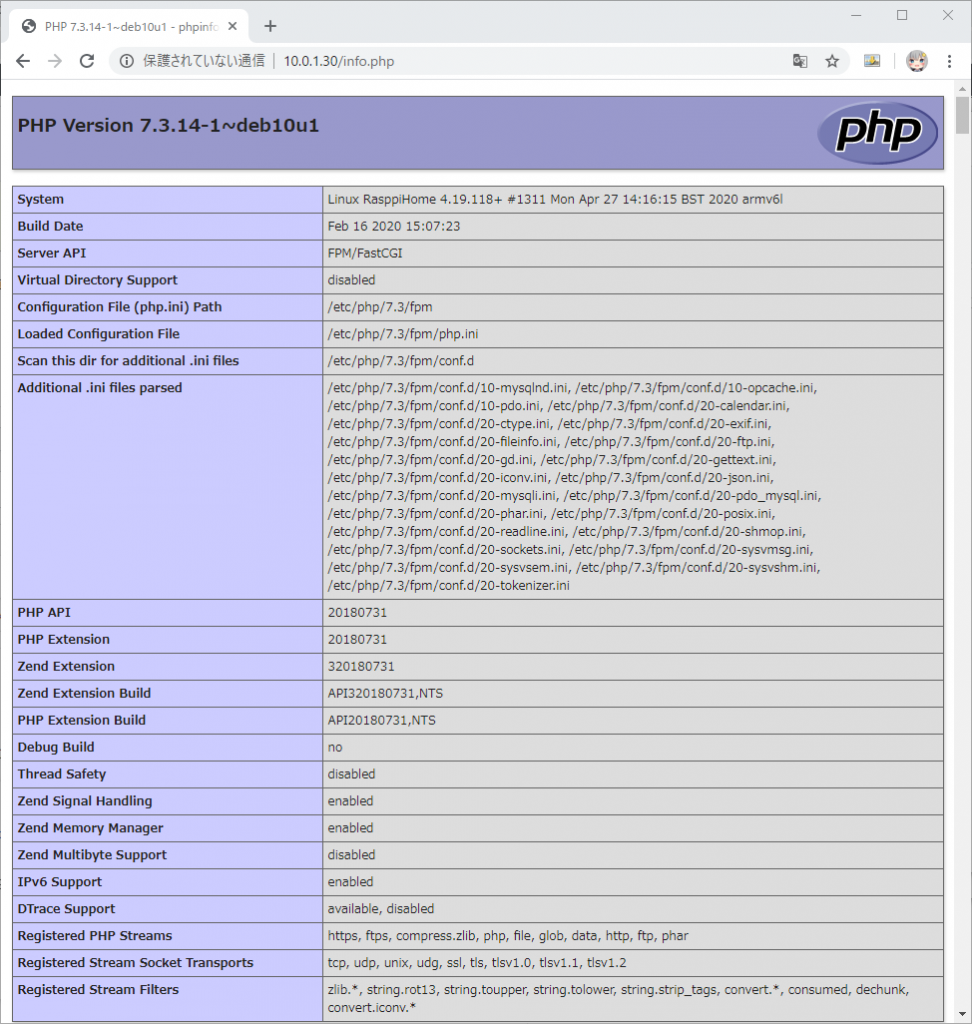 PHP 7.3.14-1~deb10u1 - phpinfo
保護されていない通信 | 10.0.1.30/info.php
PHP Version 7.3.14-1~deb10u1
php
System Linux RasppiHome 4.19.118+ #1311 Mon Apr 27 14:16:15 BST 2020 armv6l
Build Date Feb 16 2020 15:07:23
Server API FPM/FastCGI
Virtual Directory Support disabled
Configuration File (php.ini) Path /etc/php/7.3/fpm
Loaded Configuration File /etc/php/7.3/fpm/php.ini
Scan this dir for additional .ini files /etc/php/7.3/fpm/conf.d
Additional .ini files parsed /etc/php/7.3/fpm/conf.d/10-mysqlnd.ini, /etc/php/7.3/fpm/conf.d/10-opcache.ini,
/etc/php/7.3/fpm/conf.d/10-pdo.ini, /etc/php/7.3/fpm/conf.d/20-calendar.ini,
/etc/php/7.3/fpm/conf.d/20-ctype.ini, /etc/php/7.3/fpm/conf.d/20-exif.ini,
/etc/php/7.3/fpm/conf.d/20-fileinfo.ini, /etc/php/7.3/fpm/conf.d/20-ftp.ini,
/etc/php/7.3/fpm/conf.d/20-gd.ini, /etc/php/7.3/fpm/conf.d/20-gettext.ini,
/etc/php/7.3/fpm/conf.d/20-iconv.ini, /etc/php/7.3/fpm/conf.d/20-json.ini,
/etc/php/7.3/fpm/conf.d/20-mysqli.ini, /etc/php/7.3/fpm/conf.d/20-pdo_mysql.ini,
/etc/php/7.3/fpm/conf.d/20-phar.ini, /etc/php/7.3/fpm/conf.d/20-posix.ini,
/etc/php/7.3/fpm/conf.d/20-readline.ini, /etc/php/7.3/fpm/conf.d/20-shmop.ini,
/etc/php/7.3/fpm/conf.d/20-sockets.ini, /etc/php/7.3/fpm/conf.d/20-sysvmsg.ini,
/etc/php/7.3/fpm/conf.d/20-sysvsem.ini, /etc/php/7.3/fpm/conf.d/20-sysvshm.ini,
/etc/php/7.3/fpm/conf.d/20-tokenizer.ini
PHP API 20180731
PHP Extension 20180731
Zend Extension 320180731
Zend Extension Build API320180731,NTS
PHP Extension Build API20180731,NTS
Debug Build no
Thread Safety disabled
Zend Signal Handling enabled
Zend Memory Manager enabled
Zend Multibyte Support disabled
IPv6 Support enabled
DTrace Support available, disabled
Registered PHP Streams https, ftps, compress.zlib, php, file, glob, data, http, ftp, phar
Registered Stream Socket Transports tcp, udp, unix, udg, ssl, tls, tlsv1.0, tlsv1.1, tlsv1.2
Registered Stream Filters zlib.*, string.rot13, string.toupper, string.tolower, string.strip_tags, convert.*, consumed, dechunk,
convert.iconv.*